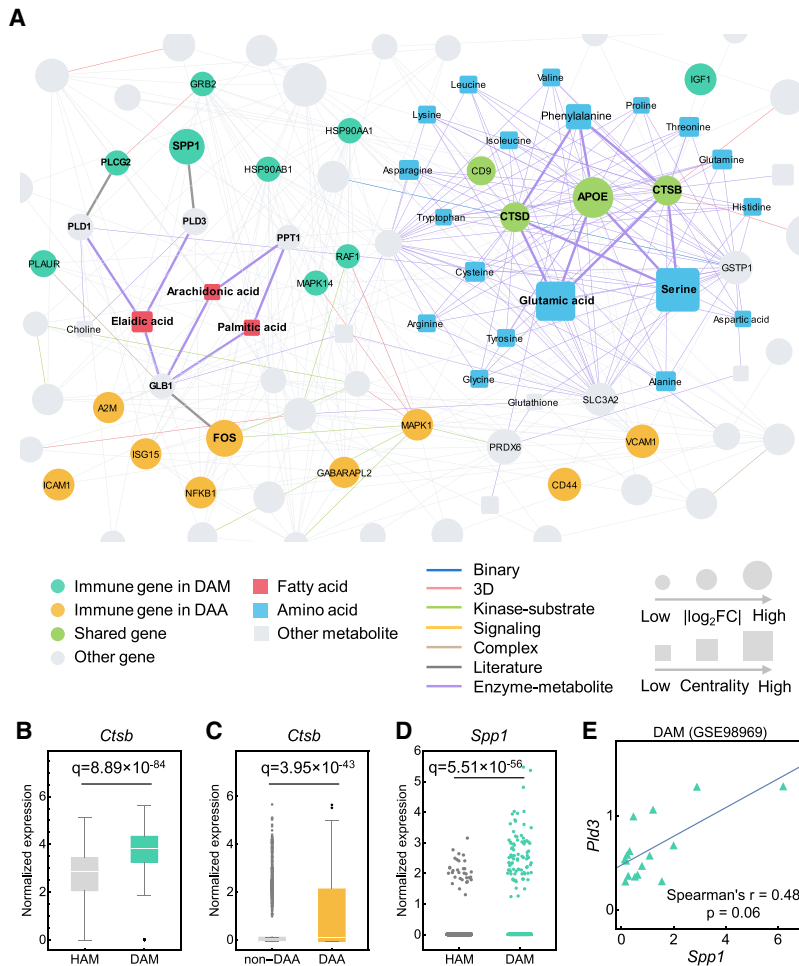 A
GRB2
IGF1
Leucine
Valine
Lysine
Phenylalanine
Proline
Threonine
HSP90AA1
SPP1
Isoleucine
PLCG2
HSP90AB1
Asparagine
CD9
Glutamine
APOE
CTSB
PLD1
PLD3
PPT1
Tryptophan
CTSD
Histidine
PLAUR
RAF1
MAPK14
Arachidonic acid
Cysteine
Glutamic acid
Serine
GSTP1
Elaidic acid
Palmitic acid
Choline
Arginine
Tyrosine
Aspartic acid
GLB1
Glycine
Glutathione
SLC3A2
Alanine
A2M
FOS
MAPK1
ISG15
PRDX6
VCAM1
ICAM1
NFKB1
GABARAPL2
CD44
Immune gene in DAM
Immune gene in DAA
Shared gene
Other gene
Fatty acid
Amino acid
Other metabolite
Binary
3D
Kinase-substrate
Signaling
Complex
Literature
Enzyme-metabolite
Low |log2FC| High
Low Centrality High
B
Ctsb
q=8.89×10-84
Normalized expression
6
4
2
0
HAM DAM
C
Ctsb
q=3.95×10-43
Normalized expression
6
4
2
0
non-DAA DAA
D
Spp1
q=5.51×10-56
Normalized expression
6
5
4
3
2
1
0
HAM DAM
E
DAM (GSE98969)
Pld3
1
0
Spearman's r = 0.48
p = 0.06
0 2 4 6
Spp1